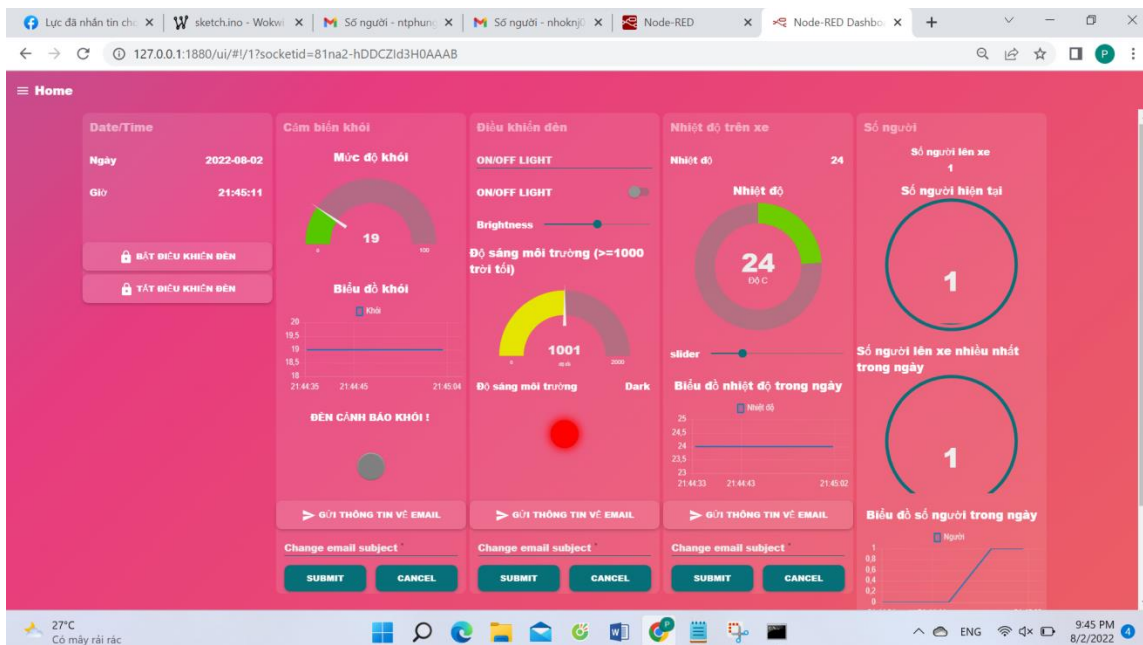 Lực đã nhắn tin cho
sketch.ino - Wokwi
Số người - ntphung
Số người - nhoknj0
Node-RED
Node-RED Dashbo
127.0.0.1:1880/ui/#!/1?socketid=81na2-hDDCZId3H0AAAB
P
Home
Date/Time
Ngày 2022-08-02
Giờ 21:45:11
BẬT ĐIỀU KHIỂN ĐÈN
TẮT ĐIỀU KHIỂN ĐÈN
Cảm biến khói
Mức độ khói
19
0 100
Biểu đồ khói
Khói
20
19,5
19
18,5
18
21:44:35 21:44:45 21:45:04
ĐÈN CẢNH BÁO KHÓI !
GỬI THÔNG TIN VỀ EMAIL
Change email subject *
SUBMIT CANCEL
Điều khiển đèn
ON/OFF LIGHT
ON/OFF LIGHT
Brightness
Độ sáng môi trường (>=1000
trời tối)
1001
0 2000
Độ sáng môi trường Dark
GỬI THÔNG TIN VỀ EMAIL
Change email subject *
SUBMIT CANCEL
Nhiệt độ trên xe
Nhiệt độ 24
Nhiệt độ
24
Độ C
slider
Biểu đồ nhiệt độ trong ngày
Nhiệt độ
25
24,5
24
23,5
23
21:44:33 21:44:43 21:45:02
GỬI THÔNG TIN VỀ EMAIL
Change email subject *
SUBMIT CANCEL
Số người
Số người lên xe
1
Số người hiện tại
1
Số người lên xe nhiều nhất
trong ngày
1
Biểu đồ số người trong ngày
Người
1
0,8
0,6
0,4
0,2
0
27°C
Có mây rải rác
ENG
9:45 PM
8/2/2022
4